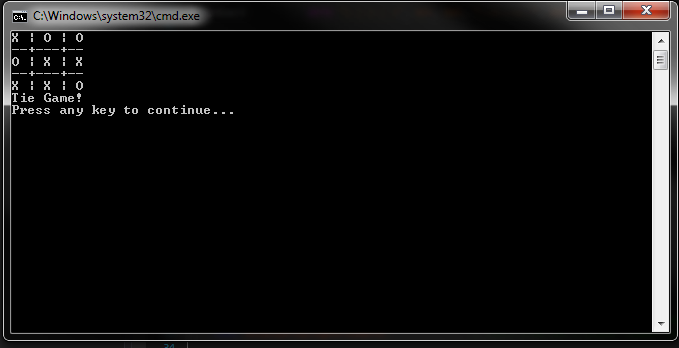 C:\Windows\system32\cmd.exe
X ¦ O ¦ O
--+---+--
O ¦ X ¦ X
--+---+--
X ¦ X ¦ O
Tie Game!
Press any key to continue...